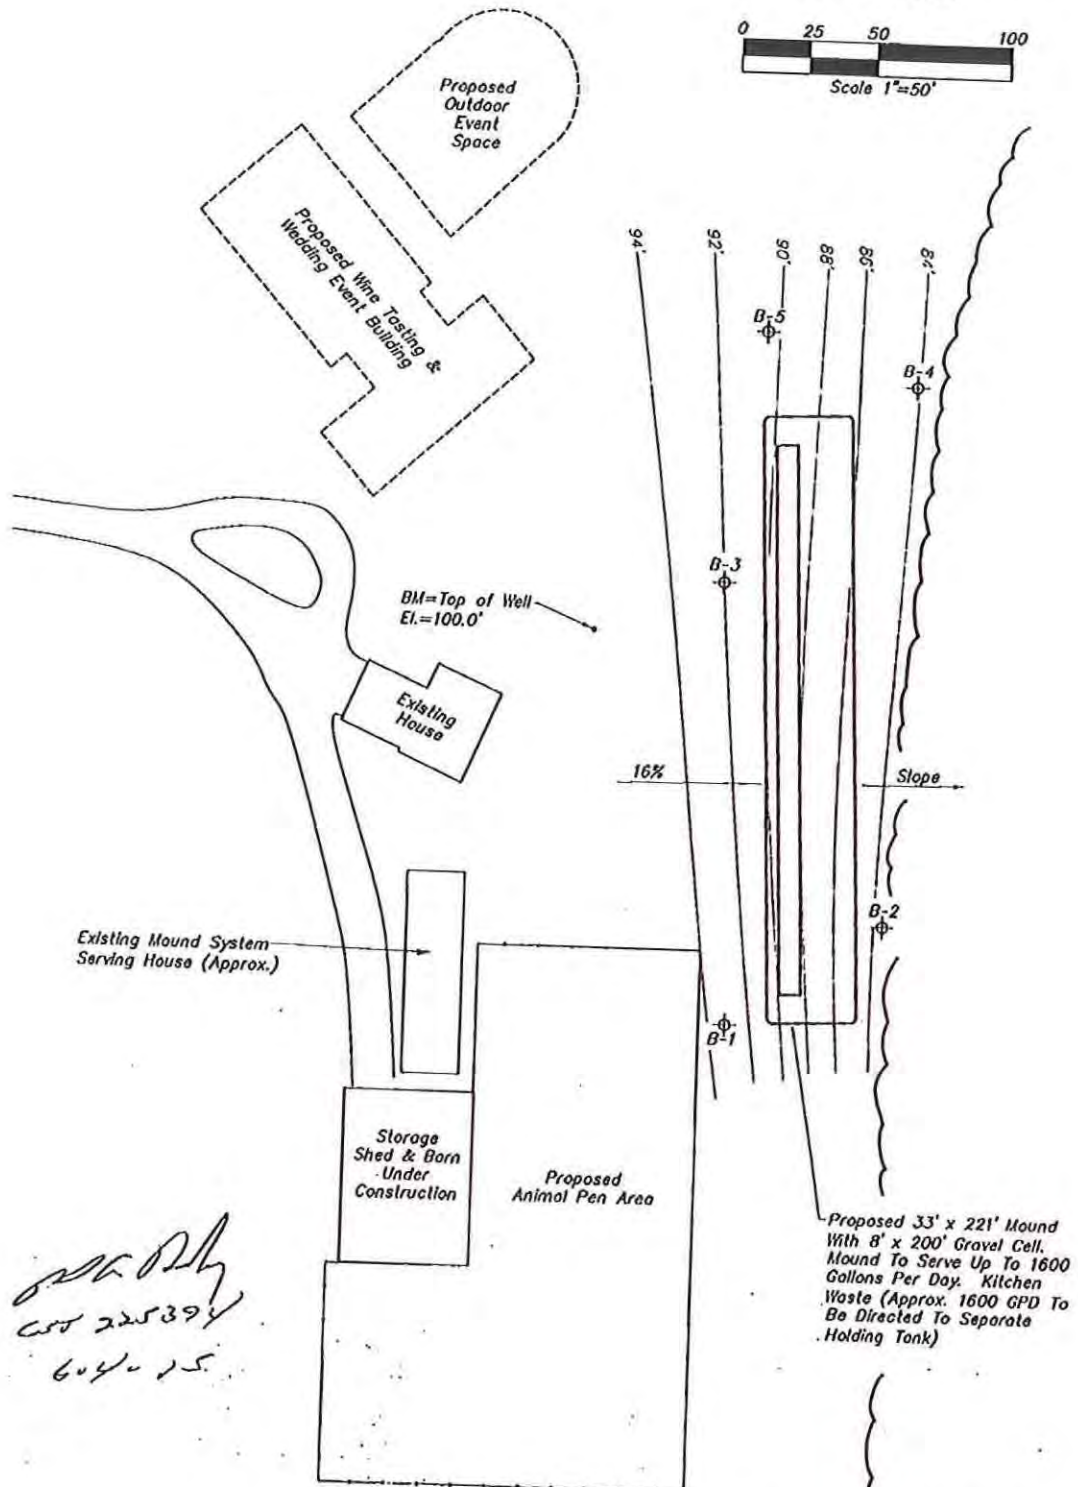 0 25 50 100
Scale 1"=50'
Proposed
Outdoor
Event
Space
Proposed Wine Tasting &
Wedding Event Building
94'
92'
90'
88'
86'
84'
B-5
B-4
B-3
BM=Top of Well
El.=100.0'
Existing
House
16%
Slope
B-2
Existing Mound System
Serving House (Approx.)
B-1
Storage
Shed & Barn
Under
Construction
Proposed
Animal Pen Area
Proposed 33' x 221' Mound
With 8' x 200' Gravel Cell.
Mound To Serve Up To 1600
Gallons Per Day. Kitchen
Waste (Approx. 1600 GPD To
Be Directed To Separate
Holding Tank)
225394